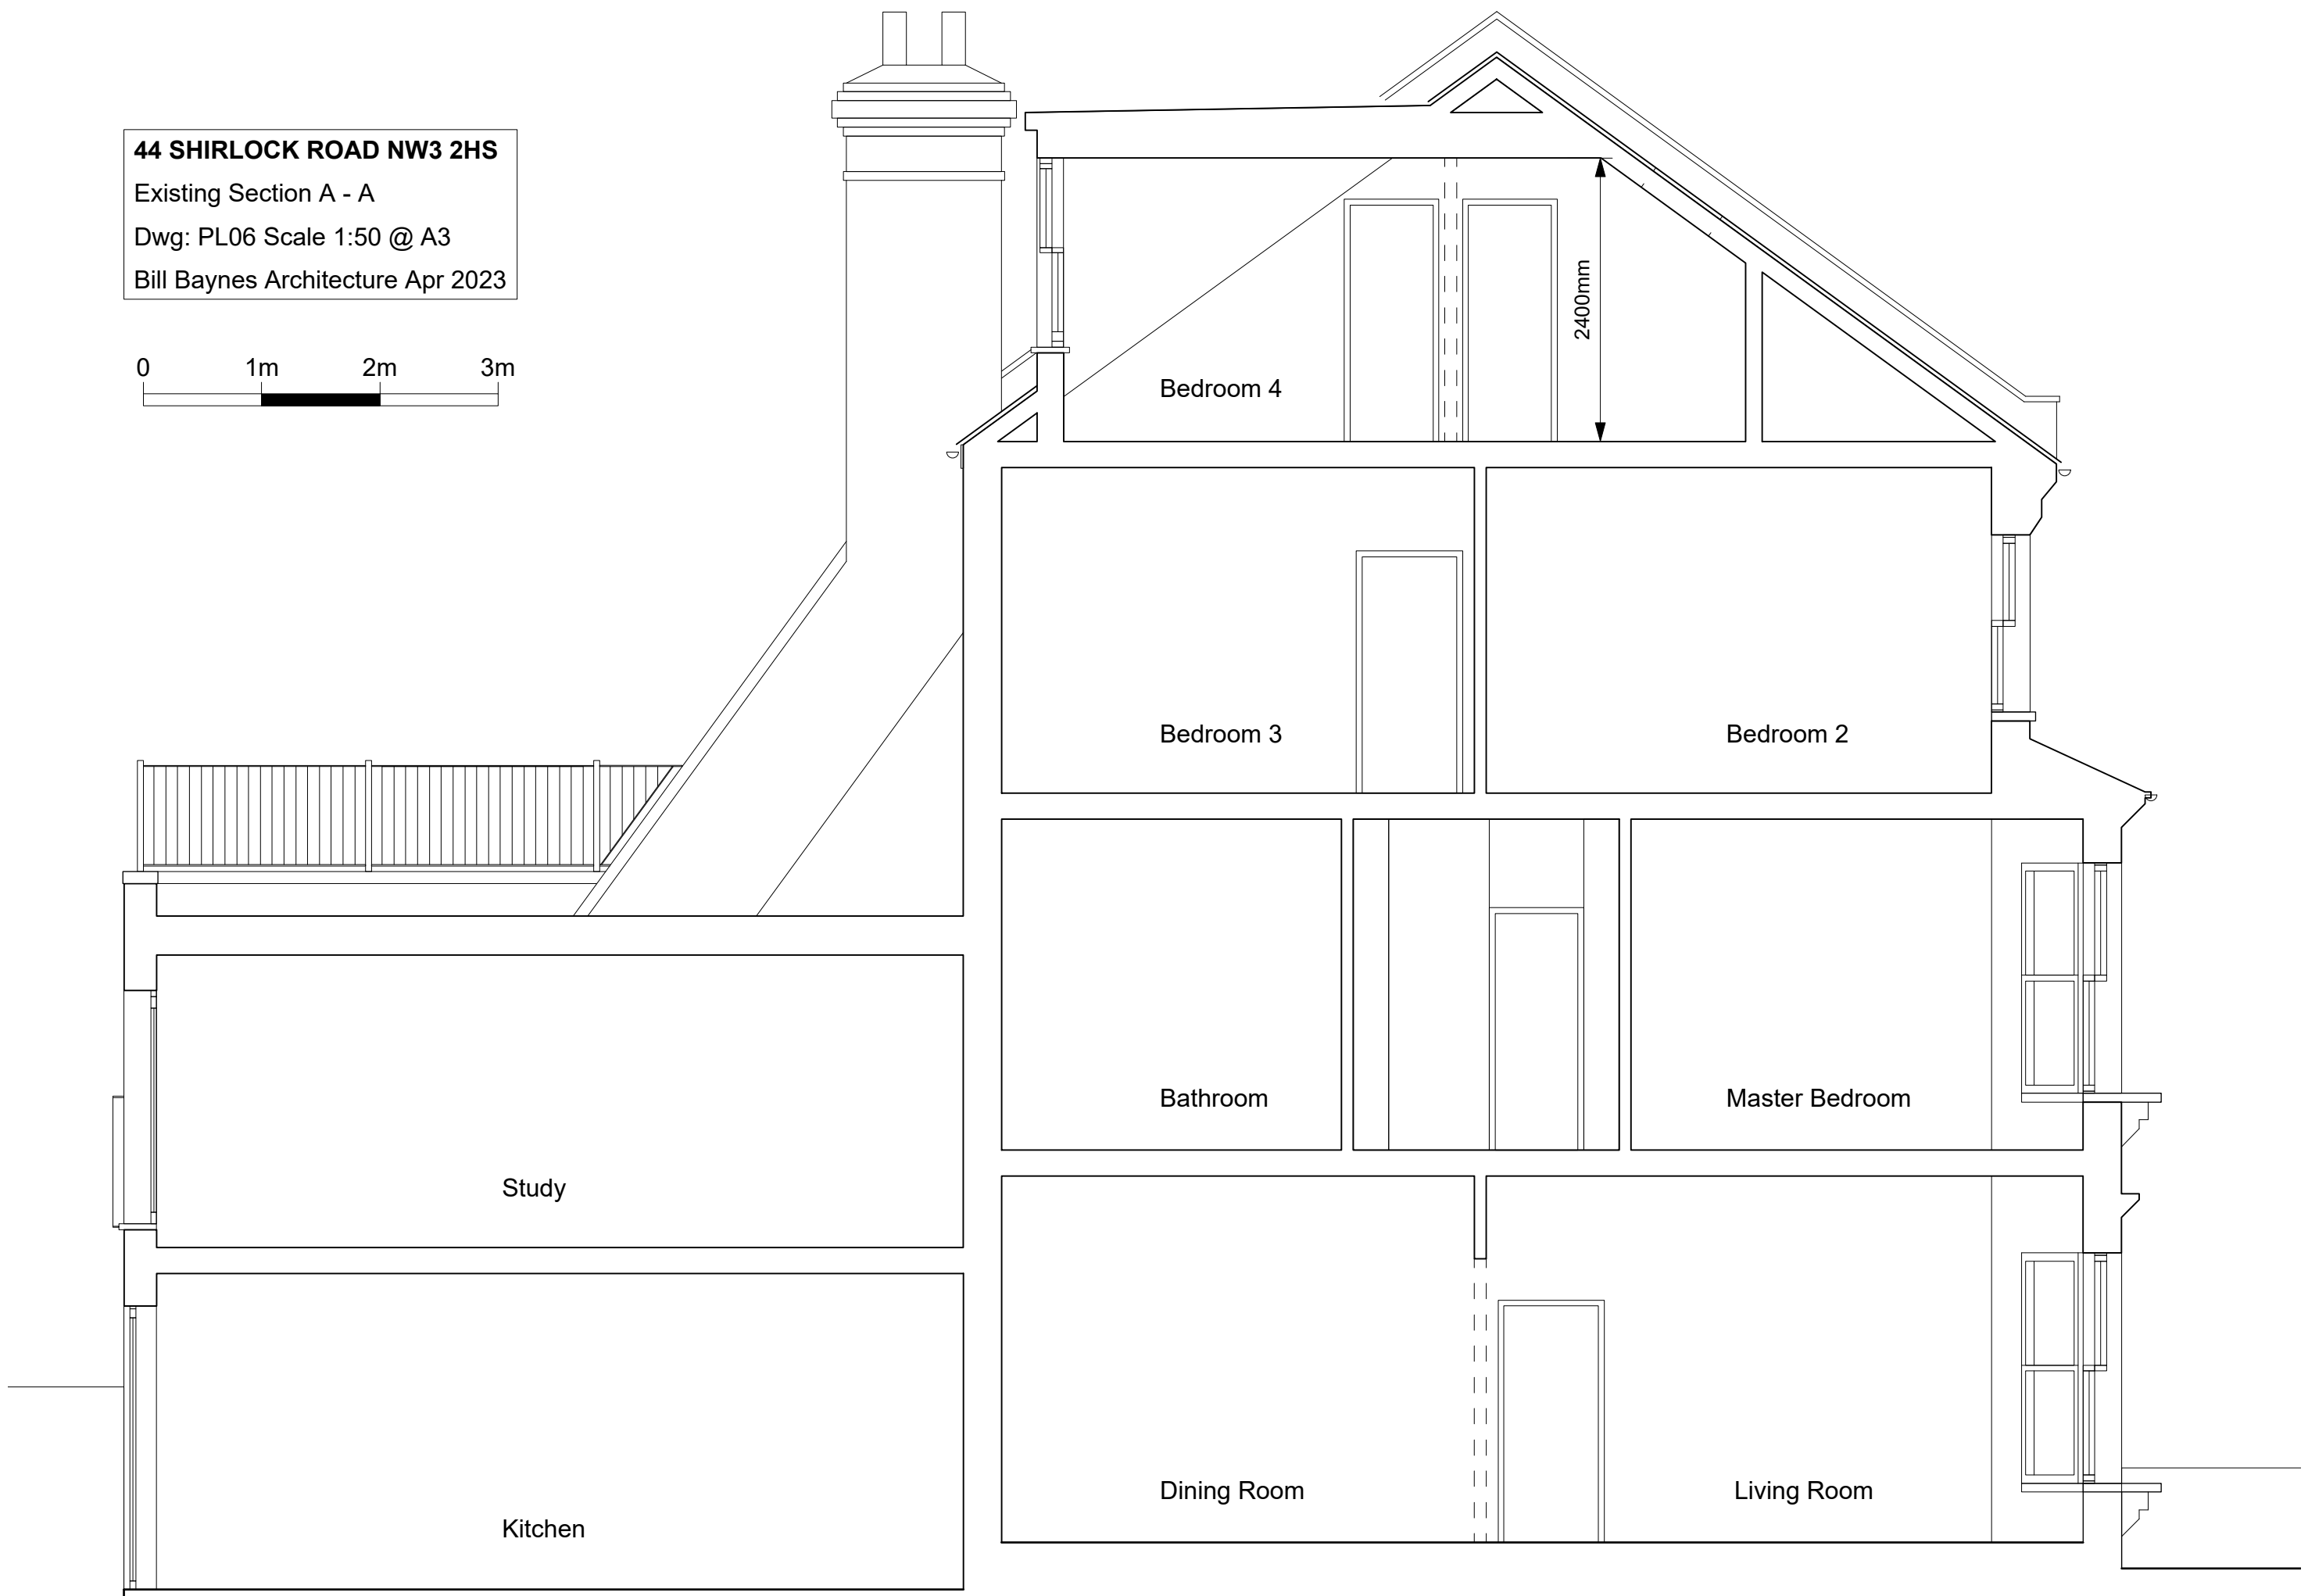 44 SHIRLOCK ROAD NW3 2HS
Existing Section A - A
Dwg: PL06 Scale 1:50 @ A3
Bill Baynes Architecture Apr 2023
0 1m 2m 3m
2400mm
Bedroom 4
Bedroom 3 Bedroom 2
Bathroom Master Bedroom
Study
Dining Room Living Room
Kitchen